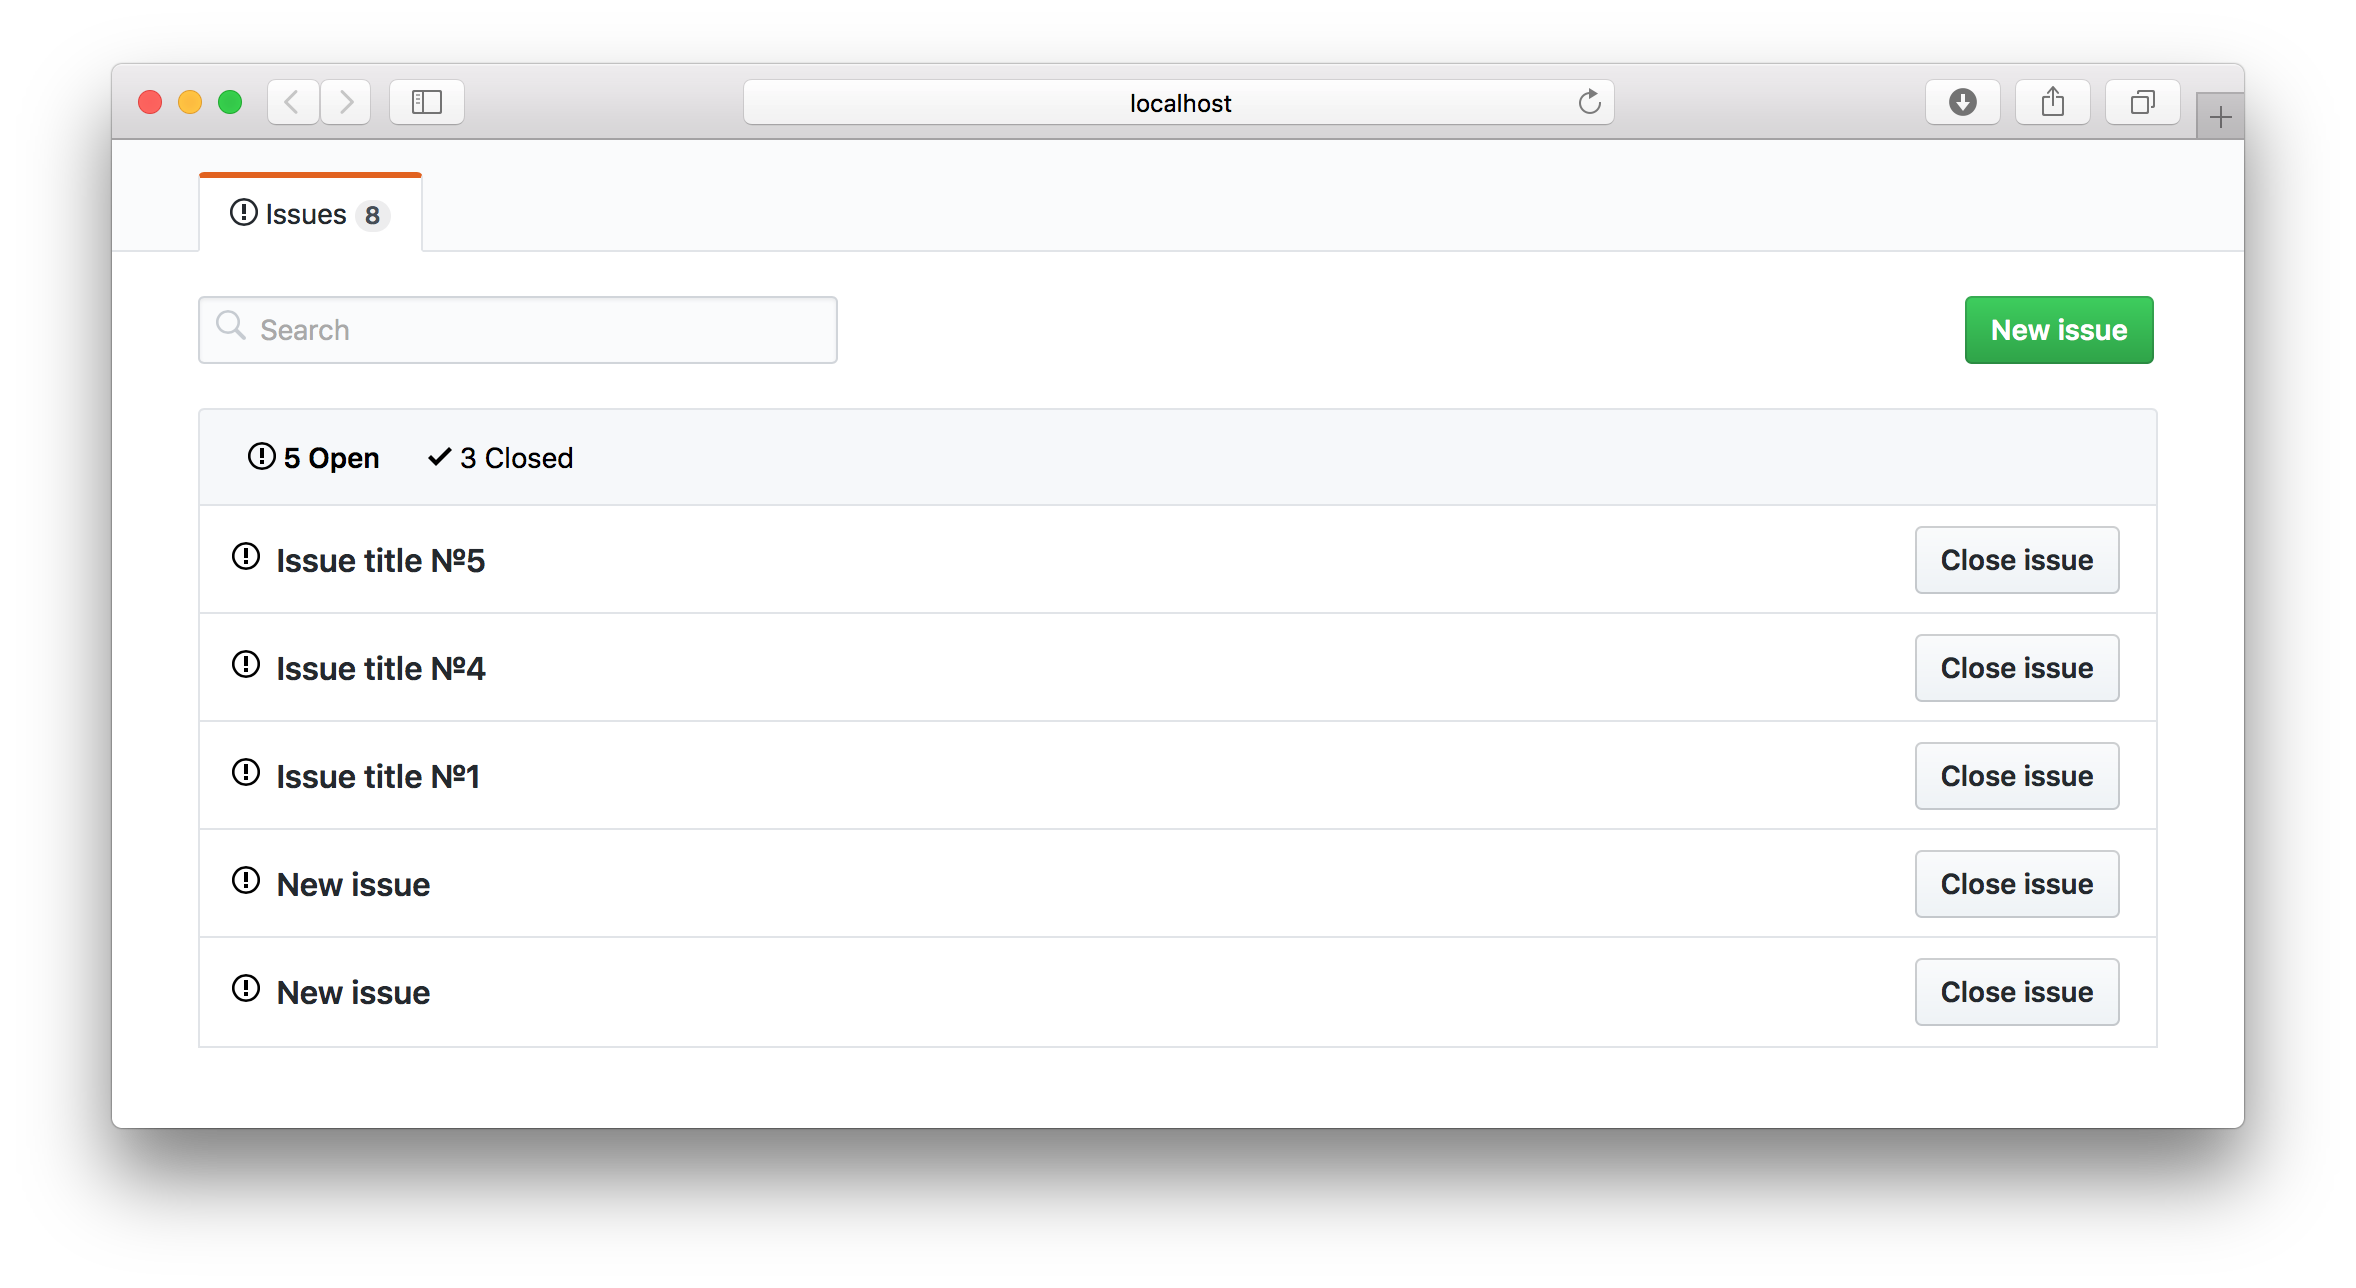 localhost
Issues 8
Search
New issue
5 Open 3 Closed
Issue title №5 Close issue
Issue title №4 Close issue
Issue title №1 Close issue
New issue Close issue
New issue Close issue